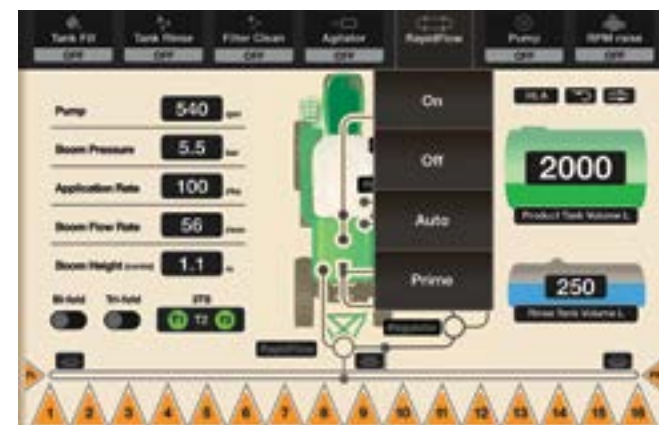 Tank Fill
Tank Rinse
Filter Clean
Agitator
RapidFlow
Pump
RPM raise
OFF
OFF
OFF
OFF
OFF
OFF
Pump 540 rpm
Boom Pressure 5.5 bar
Application Rate 100
Boom Flow Rate 56
Boom Height 1.1 m
Bi-fold
Tri-fold
T1 T2 T3
On
Off
Auto
Prime
2000
Product Tank Volume L
250
Rinse Tank Volume L
RapidFlow
Regulator
1 2 3 4 5 6 7 8 9 10 11 12 13 14 15 16